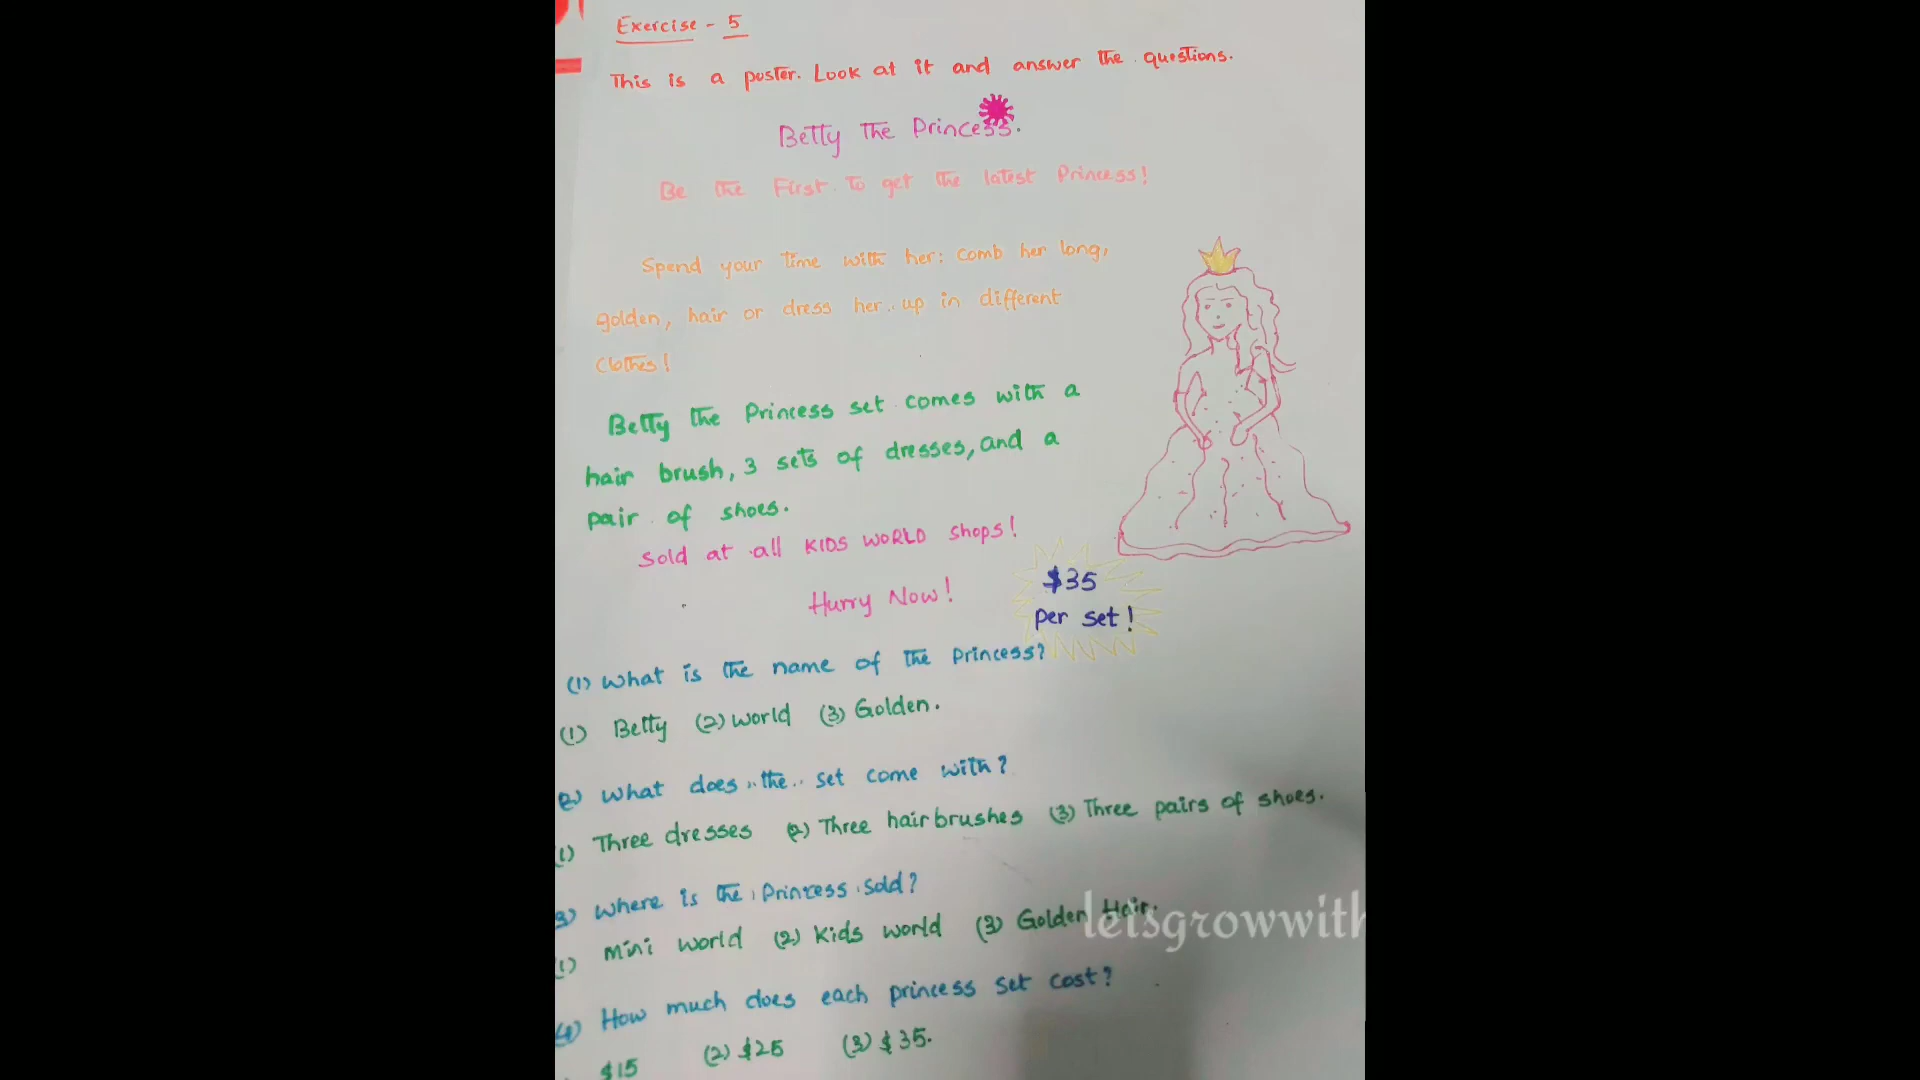 Exercise - 5
This is a poster. Look at it and answer the questions.
Betty the Princess.
Be the First to get the latest Princess!
Spend your time with her: comb her long,
golden, hair or dress her up in different
Clothes!
Betty the Princess set comes with a
hair brush, 3 sets of dresses, and a
pair of shoes.
Sold at all KIDS WORLD shops!
Hurry Now!
$35
per set!
(1) What is the name of the Princess?
(1) Betty (2) World (3) Golden.
(2) What does the set come with?
(1) Three dresses (2) Three hairbrushes (3) Three pairs of shoes.
3) Where is the Princess sold?
(1) Mini world (2) Kids world (3) Golden Hair.
(4) How much does each princess set cost?
$15 (2) $25 (3) $35.
letsgrowwith